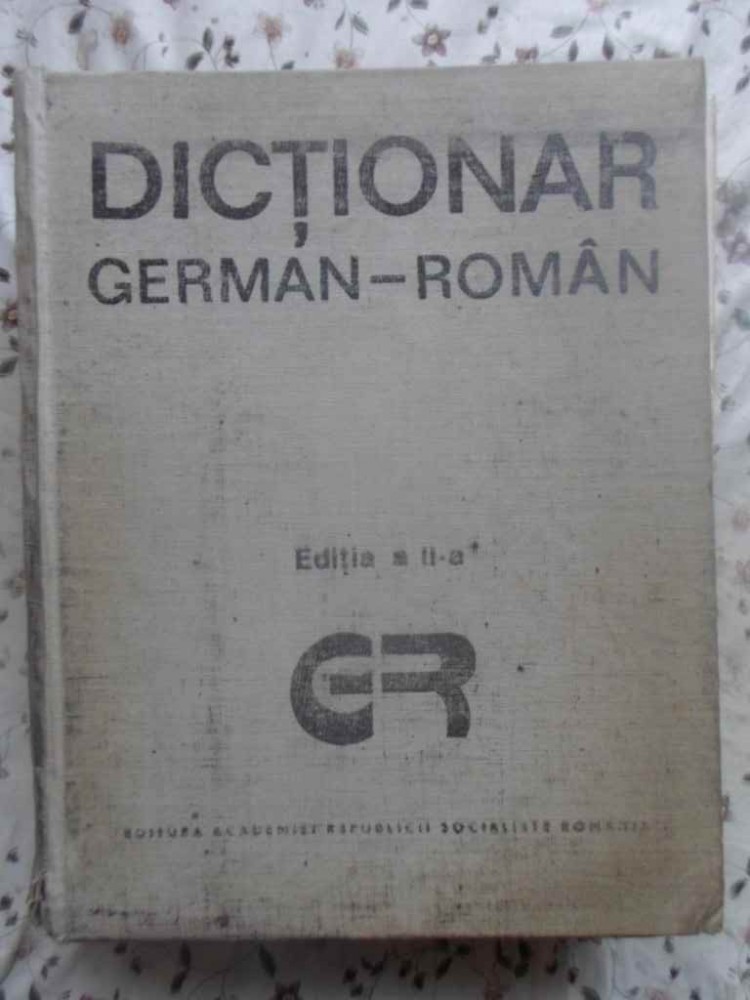 DICȚIONAR
GERMAN–ROMÂN
Ediția a II-a
GR
EDITURA ACADEMIEI REPUBLICII SOCIALISTE ROMÂNIA